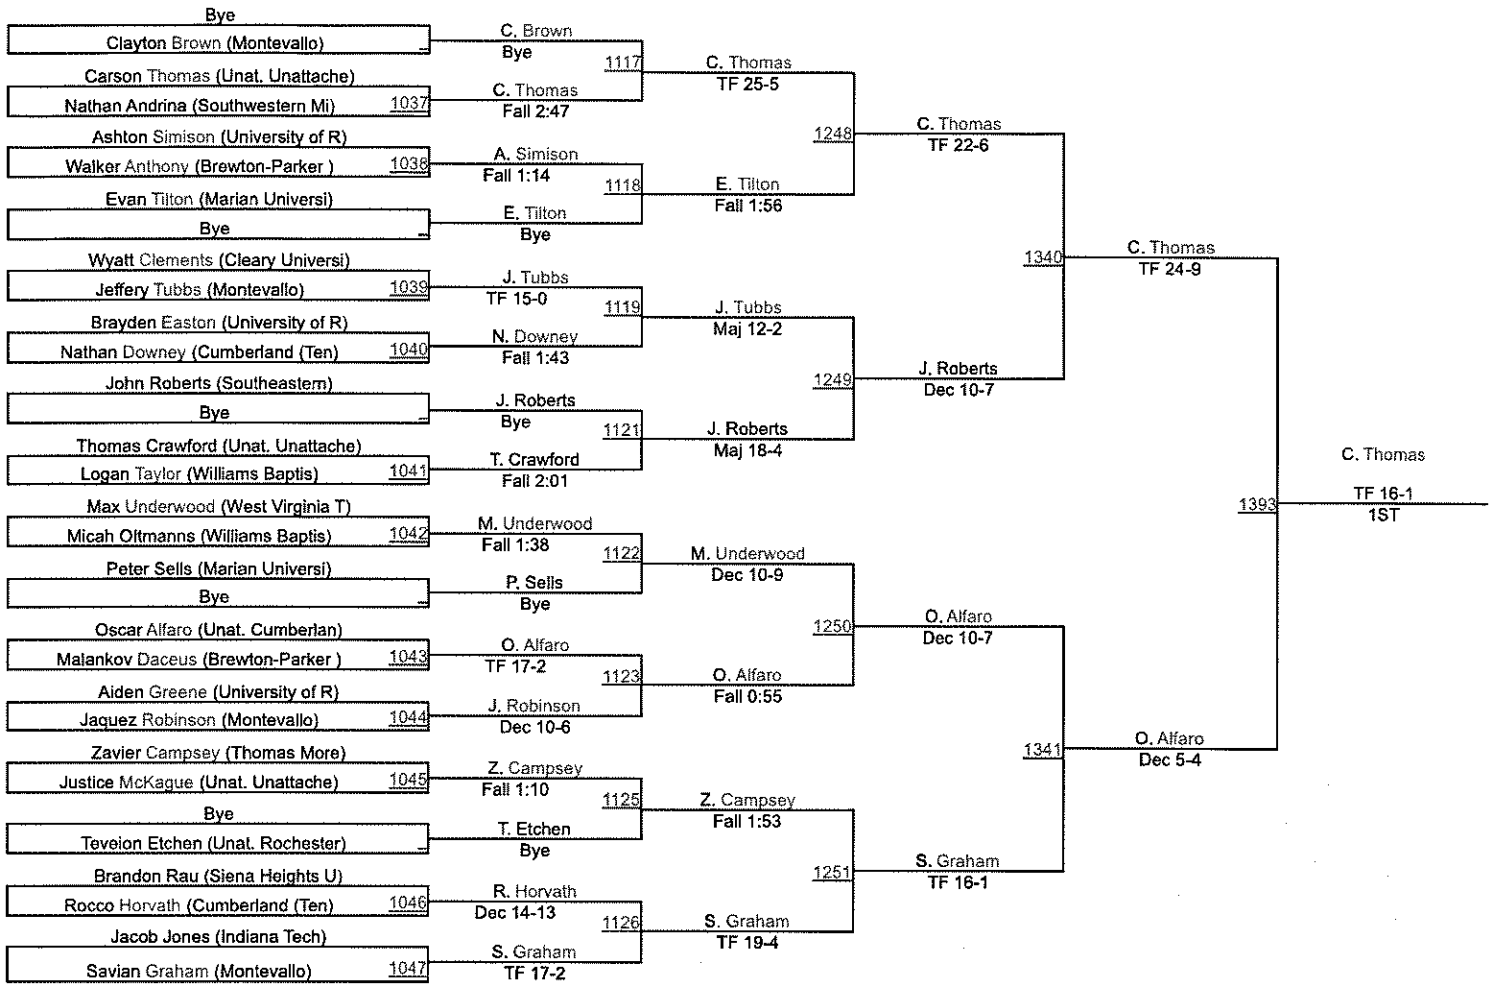 Bye
Clayton Brown (Montevallo)
Carson Thomas (Unat. Unattache)
Nathan Andrina (Southwestern Mi) 1037
Ashton Simison (University of R)
Walker Anthony (Brewton-Parker ) 1038
Evan Tilton (Marian Universi)
Bye
Wyatt Clements (Cleary Universi)
Jeffery Tubbs (Montevallo) 1039
Brayden Easton (University of R)
Nathan Downey (Cumberland (Ten) 1040
John Roberts (Southeastern)
Bye
Thomas Crawford (Unat. Unattache)
Logan Taylor (Williams Baptis) 1041
Max Underwood (West Virginia T)
Micah Oltmanns (Williams Baptis) 1042
Peter Sells (Marian Universi)
Bye
Oscar Alfaro (Unat. Cumberlan)
Malankov Daceus (Brewton-Parker ) 1043
Aiden Greene (University of R)
Jaquez Robinson (Montevallo) 1044
Zavier Campsey (Thomas More)
Justice McKague (Unat. Unattache) 1045
Bye
Teveion Etchen (Unat. Rochester)
Brandon Rau (Siena Heights U)
Rocco Horvath (Cumberland (Ten) 1046
Jacob Jones (Indiana Tech)
Savian Graham (Montevallo) 1047
C. Brown
Bye
1117
C. Thomas
Fall 2:47
A. Simison
Fall 1:14
1118
E. Tilton
Bye
J. Tubbs
TF 15-0
1119
N. Downey
Fall 1:43
J. Roberts
Bye
1121
T. Crawford
Fall 2:01
M. Underwood
Fall 1:38
1122
P. Sells
Bye
O. Alfaro
TF 17-2
1123
J. Robinson
Dec 10-6
Z. Campsey
Fall 1:10
1125
T. Etchen
Bye
R. Horvath
Dec 14-13
1126
S. Graham
TF 17-2
C. Thomas
TF 25-5
1248
E. Tilton
Fall 1:56
J. Tubbs
Maj 12-2
1249
J. Roberts
Maj 18-4
M. Underwood
Dec 10-9
1250
O. Alfaro
Fall 0:55
Z. Campsey
Fall 1:53
1251
S. Graham
TF 19-4
C. Thomas
TF 22-6
1340
J. Roberts
Dec 10-7
O. Alfaro
Dec 10-7
1341
S. Graham
TF 16-1
C. Thomas
TF 24-9
1393
O. Alfaro
Dec 5-4
C. Thomas
TF 16-1
1ST